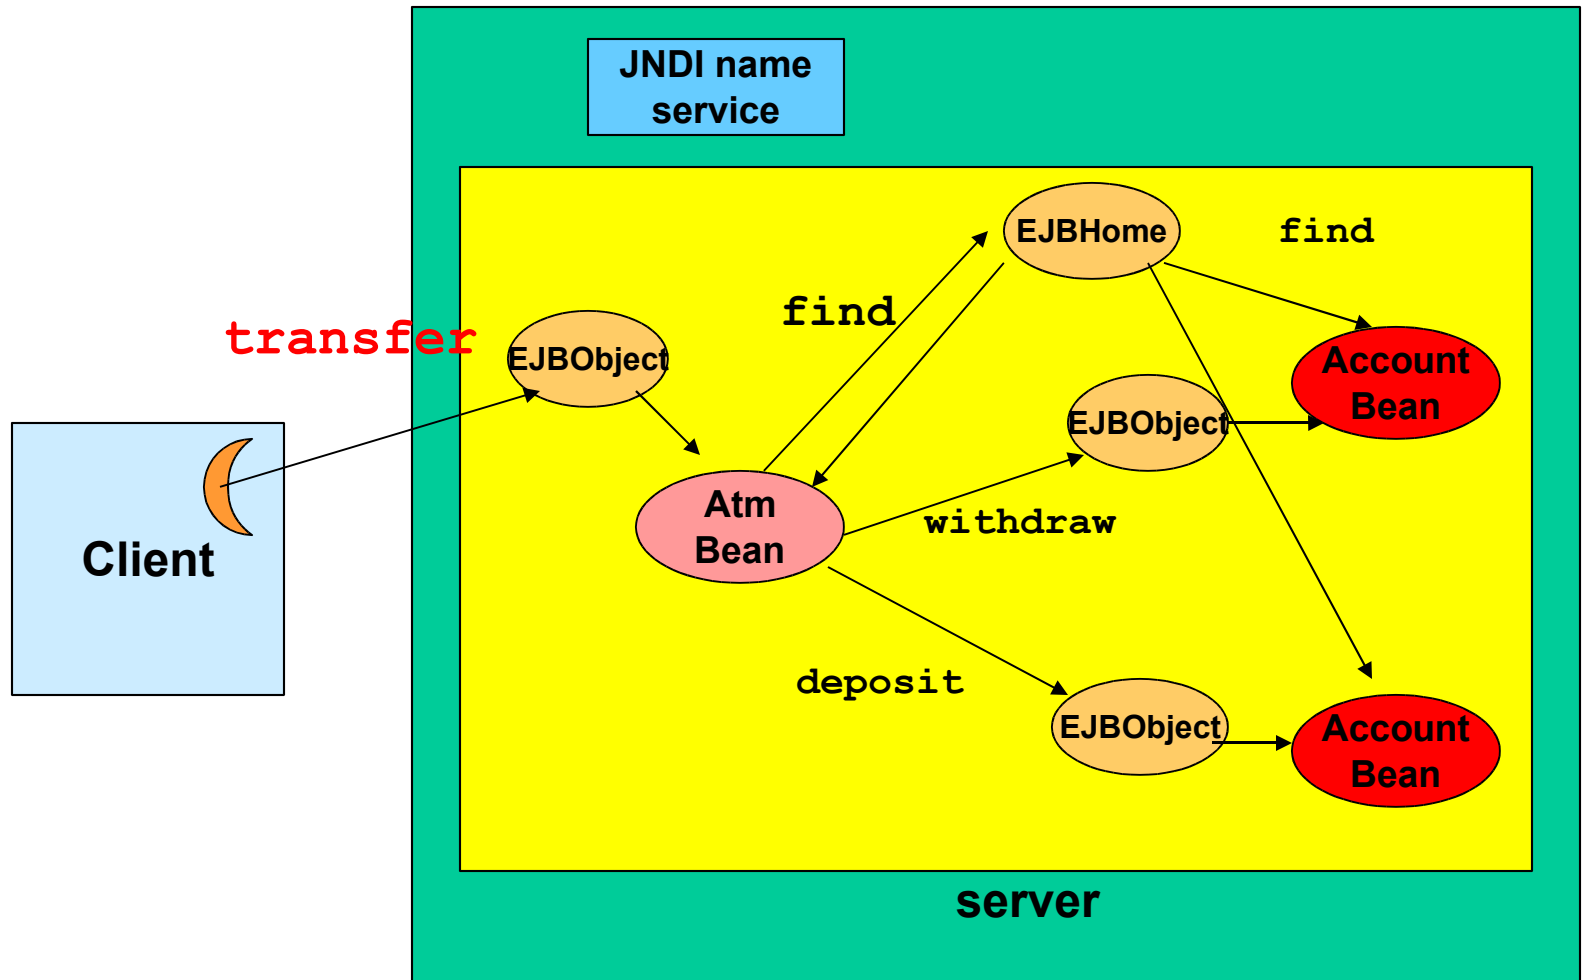 JNDI name
service
EJBHome
find
find
transfer
EJBObject
Account
Bean
EJBObject
Atm
Bean
withdraw
Client
deposit
EJBObject
Account
Bean
server